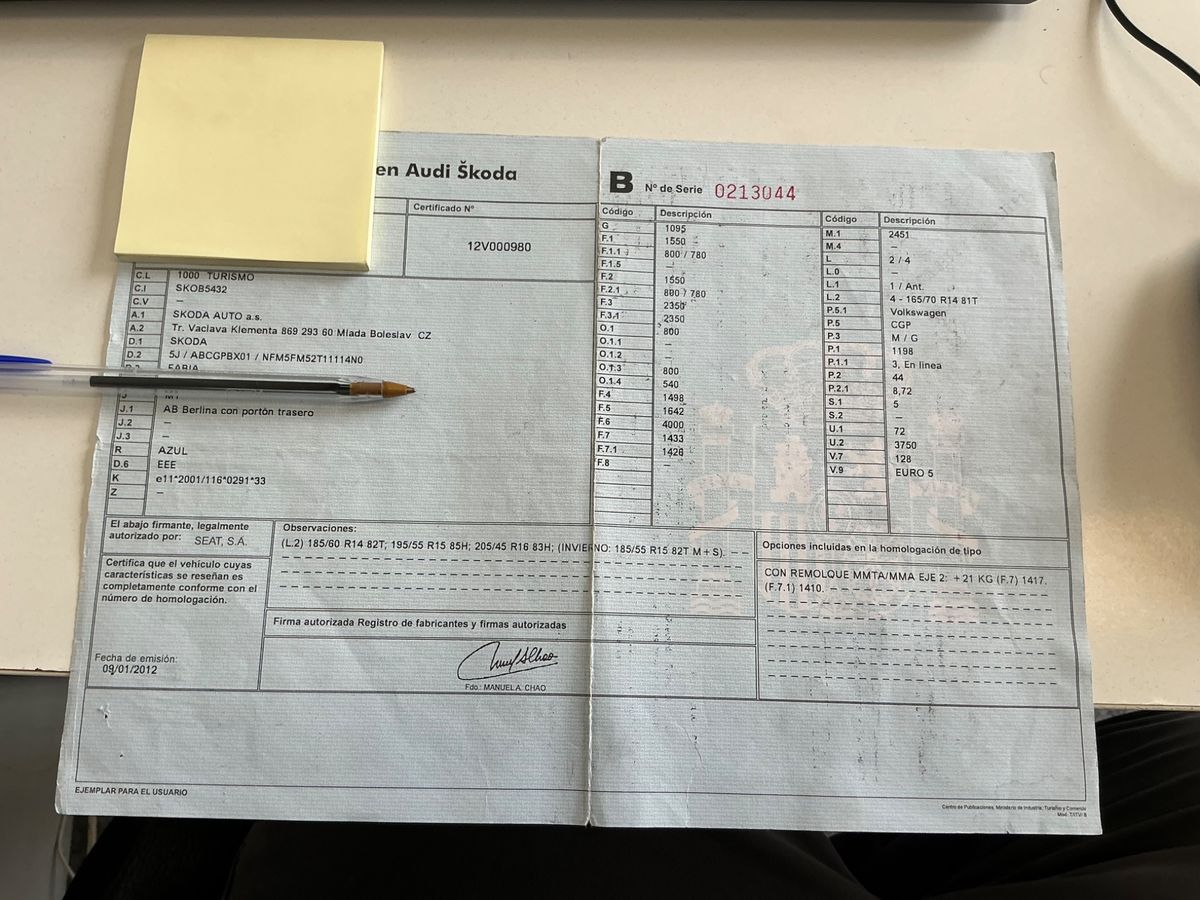 en Audi Škoda
B Nº de Serie 0213044
Certificado Nº
12V000980
C.L 1000 TURISMO
C.I SKOB5432
C.V –
A.1 SKODA AUTO a.s.
A.2 Tr. Vaclava Klementa 869 293 60 Mlada Boleslav CZ
D.1 SKODA
D.2 5J / ABCGPBX01 / NFM5FM52T11114N0
FABIA
J M1
J.1 AB Berlina con portón trasero
J.2 –
J.3 –
R AZUL
D.6 EEE
K e11*2001/116*0291*33
Z –
Código Descripción
G 1095
F.1 1550
F.1.1 800 / 780
F.1.5 –
F.2 1550
F.2.1 800 / 780
F.3 2350
F.3.1 2350
O.1 800
O.1.1 –
O.1.2 –
O.1.3 800
O.1.4 540
F.4 1498
F.5 1642
F.6 4000
F.7 1433
F.7.1 1426
F.8 –
Código Descripción
M.1 2451
M.4 –
L 2 / 4
L.0 –
L.1 1 / Ant.
L.2 4 - 165/70 R14 81T
P.5.1 Volkswagen
P.5 CGP
P.3 M / G
P.1 1198
P.1.1 3, En linea
P.2 44
P.2.1 8,72
S.1 5
S.2 –
U.1 72
U.2 3750
V.7 128
V.9 EURO 5
El abajo firmante, legalmente
autorizado por: SEAT, S.A.
Certifica que el vehículo cuyas
características se reseñan es
completamente conforme con el
número de homologación.
Fecha de emisión:
09/01/2012
Observaciones:
(L.2) 185/60 R14 82T; 195/55 R15 85H; 205/45 R16 83H; (INVIERNO: 185/55 R15 82T M + S). – –
Firma autorizada Registro de fabricantes y firmas autorizadas
Fdo.: MANUEL A. CHAO
Opciones incluidas en la homologación de tipo
CON REMOLQUE MMTA/MMA EJE 2: +21 KG (F.7) 1417.
(F.7.1) 1410.
EJEMPLAR PARA EL USUARIO
Centro de Publicaciones. Ministerio de Industria, Turismo y Comercio